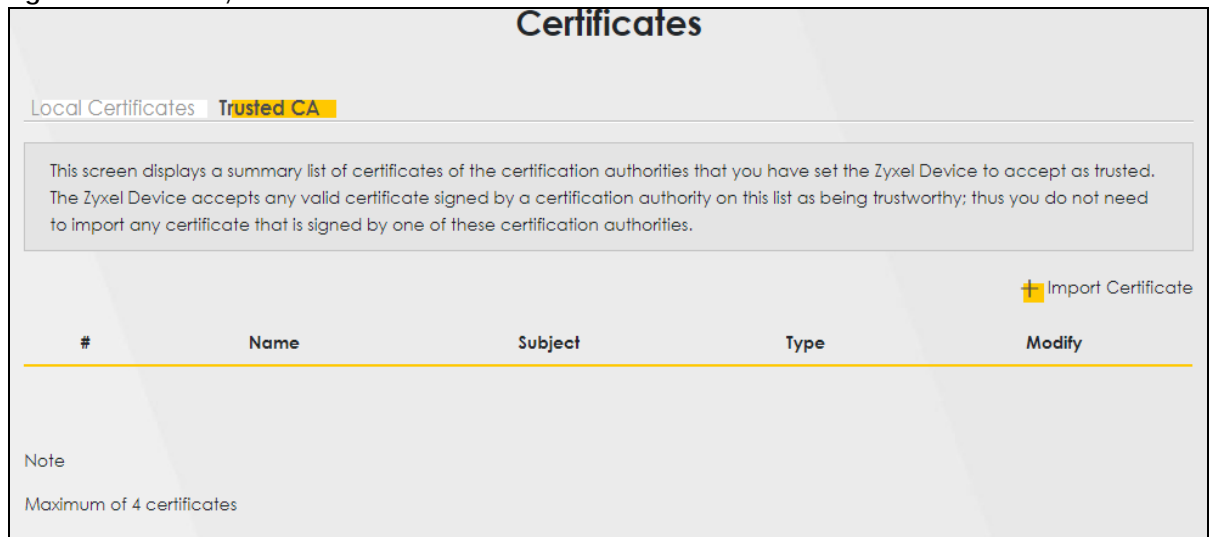 Certificates
Local Certificates Trusted CA
This screen displays a summary list of certificates of the certification authorities that you have set the Zyxel Device to accept as trusted.
The Zyxel Device accepts any valid certificate signed by a certification authority on this list as being trustworthy; thus you do not need
to import any certificate that is signed by one of these certification authorities.
+ Import Certificate
# Name Subject Type Modify
Note
Maximum of 4 certificates